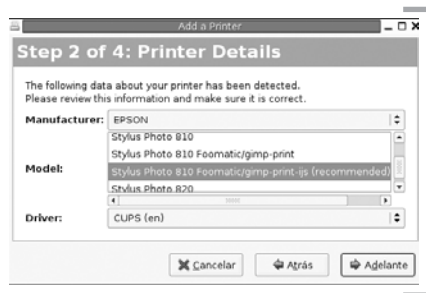 Add a Printer
Step 2 of 4: Printer Details
The following data about your printer has been detected.
Please review this information and make sure it is correct.
Manufacturer: EPSON
Stylus Photo 810
Stylus Photo 810 Foomatic/gimp-print
Model: Stylus Photo 810 Foomatic/gimp-print-ijs (recommended)
Stylus Photo 820
Driver: CUPS (en)
Cancelar Atrás Adelante